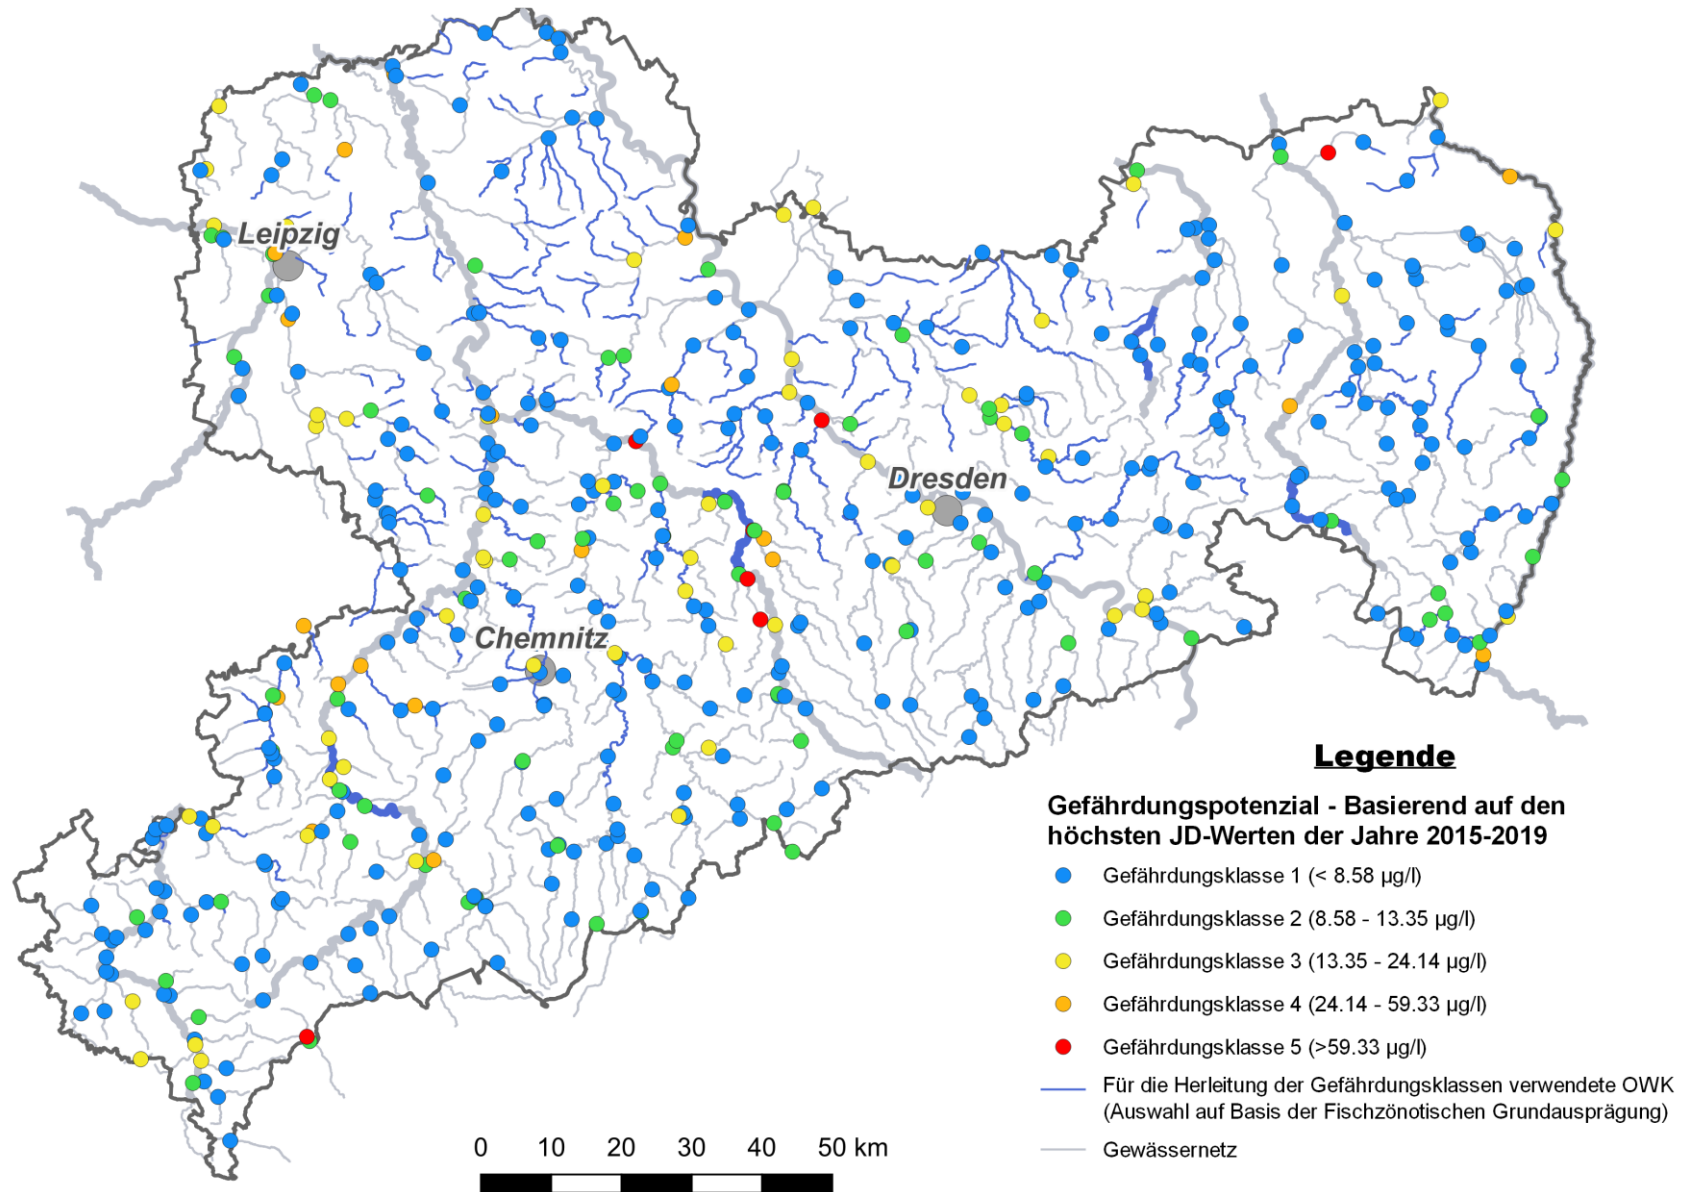 Leipzig
Dresden
Chemnitz
Legende
Gefährdungspotenzial - Basierend auf den
höchsten JD-Werten der Jahre 2015-2019
Gefährdungsklasse 1 (< 8.58 µg/l)
Gefährdungsklasse 2 (8.58 - 13.35 µg/l)
Gefährdungsklasse 3 (13.35 - 24.14 µg/l)
Gefährdungsklasse 4 (24.14 - 59.33 µg/l)
Gefährdungsklasse 5 (>59.33 µg/l)
Für die Herleitung der Gefährdungsklassen verwendete OWK
(Auswahl auf Basis der Fischzönotischen Grundausprägung)
Gewässernetz
0 10 20 30 40 50 km